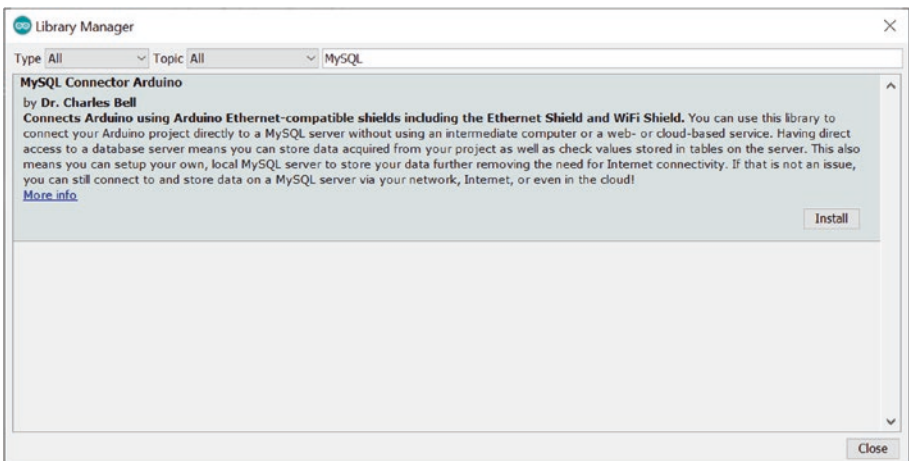 Library Manager
Type All Topic All MySQL
MySQL Connector Arduino
by Dr. Charles Bell
Connects Arduino using Arduino Ethernet-compatible shields including the Ethernet Shield and WiFi Shield. You can use this library to
connect your Arduino project directly to a MySQL server without using an intermediate computer or a web- or cloud-based service. Having direct
access to a database server means you can store data acquired from your project as well as check values stored in tables on the server. This also
means you can setup your own, local MySQL server to store your data further removing the need for Internet connectivity. If that is not an issue,
you can still connect to and store data on a MySQL server via your network, Internet, or even in the cloud!
More info
Install
Close